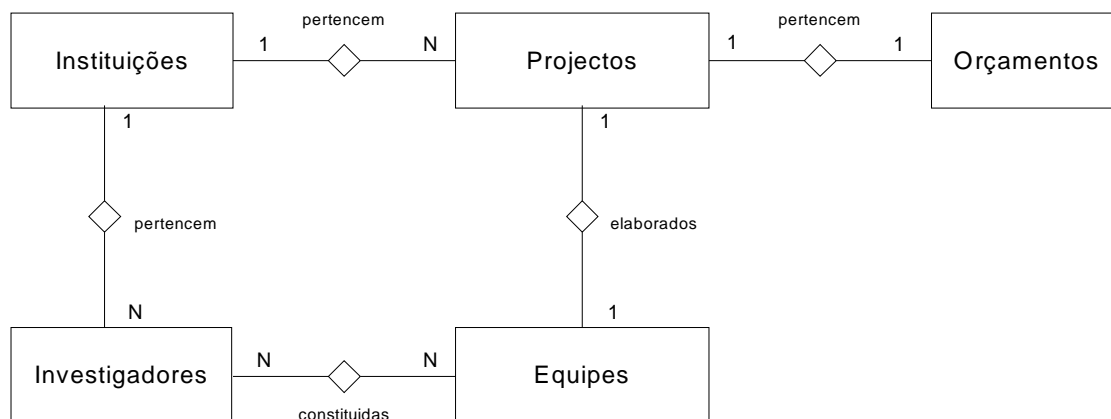 pertencem
pertencem
Instituições
1
N
Projectos
1
1
Orçamentos
1
1
pertencem
elaborados
N
1
Investigadores
N
N
Equipes
constituidas